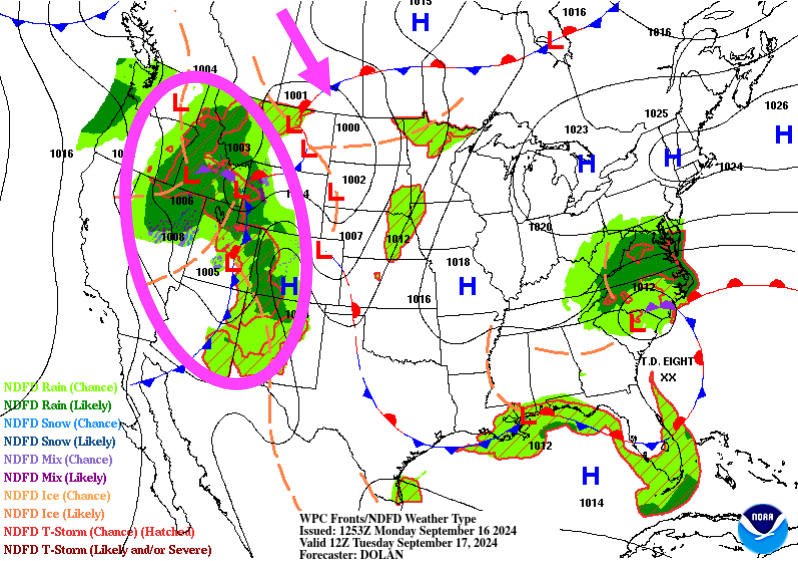 1015
1016
1016
1004
1001
1000
1025
1026
1023
1003
1016
10
1024
1002
1006
1020
1008
1007
1012
1005
1018
1012
1016
T.D. EIGHT
XX
1012
1014
L
L
L
L
L
L
L
L
L
L
L
H
H
H
H
H
H
H
NDFD Rain (Chance)
NDFD Rain (Likely)
NDFD Snow (Chance)
NDFD Snow (Likely)
NDFD Mix (Chance)
NDFD Mix (Likely)
NDFD Ice (Chance)
NDFD Ice (Likely)
NDFD T-Storm (Chance) (Hatched)
NDFD T-Storm (Likely and/or Severe)
WPC Fronts/NDFD Weather Type
Issued: 1253Z Monday September 16 2024
Valid 12Z Tuesday September 17, 2024
Forecaster: DOLAN
NOAA